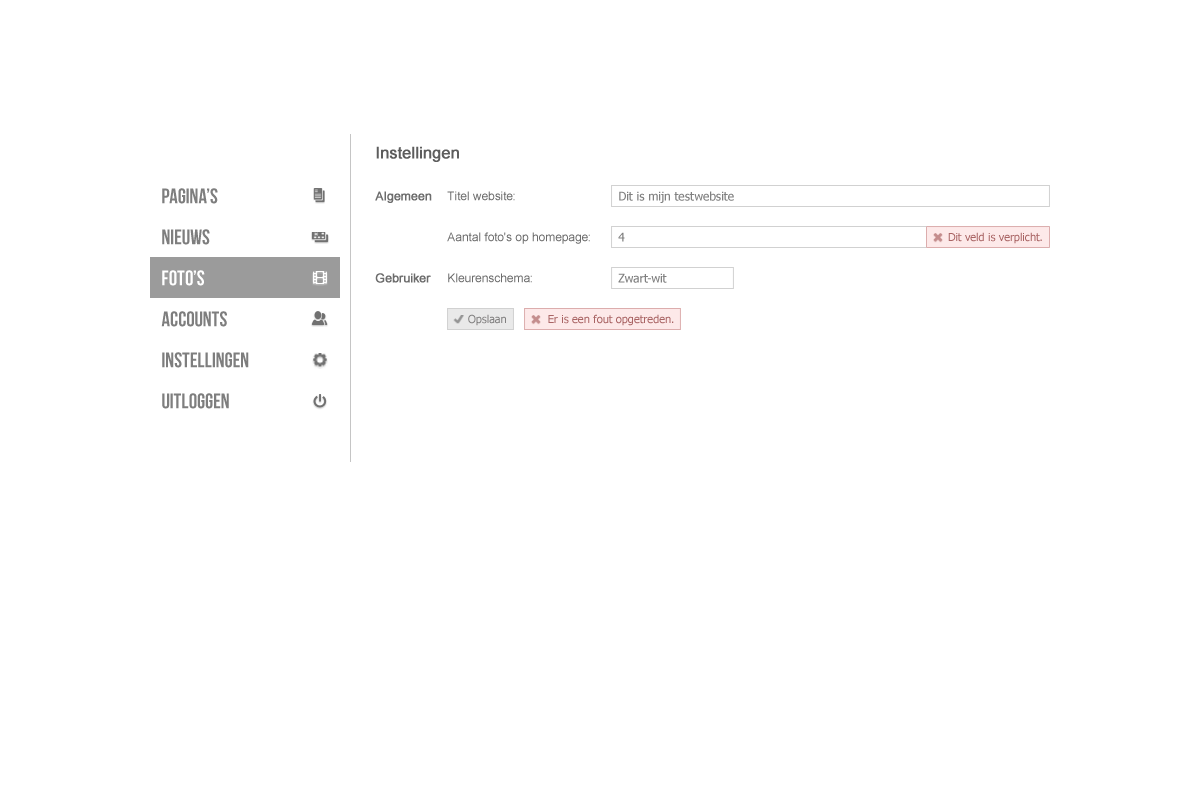 PAGINA'S
NIEUWS
FOTO'S
ACCOUNTS
INSTELLINGEN
UITLOGGEN
Instellingen
Algemeen Titel website: Dit is mijn testwebsite
Aantal foto's op homepage: 4 Dit veld is verplicht.
Gebruiker Kleurenschema: Zwart-wit
Opslaan Er is een fout opgetreden.